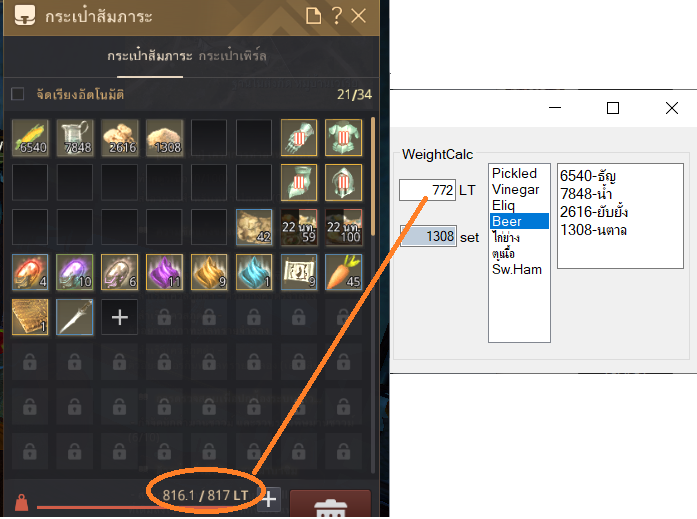 กระเป๋าสัมภาระ
กระเป๋าสัมภาระ กระเป๋าเพิร์ล
จัดเรียงอัตโนมัติ 21/34
6540 7848 2616 1308
42 22 นท. 59 22 นท. 100
4 10 6 11 9 1 9 45
1
816.1 / 817 LT
WeightCalc
772 LT
1308 set
Pickled
Vinegar
Eliq
Beer
ไก่ย่าง
ตุนเนื้อ
Sw.Ham
6540-ธัญ
7848-น้ำ
2616-ยับยั้ง
1308-นตาล